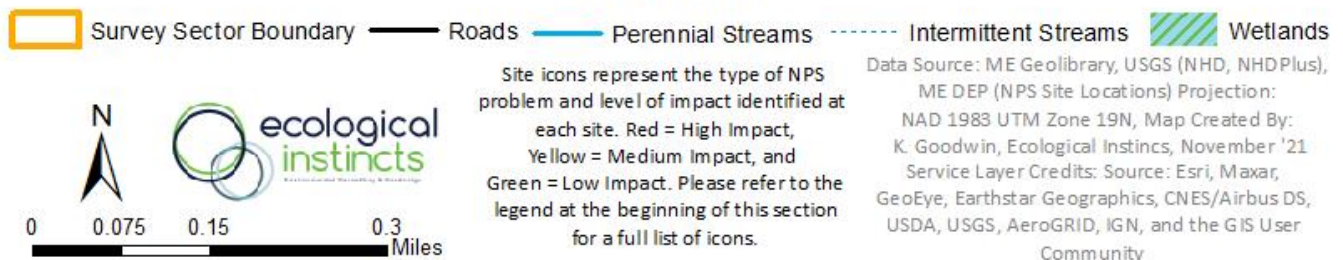 Survey Sector Boundary Roads Perennial Streams Intermittent Streams Wetlands
N
ecological
instincts
0 0.075 0.15 0.3
Miles
Site icons represent the type of NPS
problem and level of impact identified at
each site. Red = High Impact,
Yellow = Medium Impact, and
Green = Low Impact. Please refer to the
legend at the beginning of this section
for a full list of icons.
Data Source: ME Geolibrary, USGS (NHD, NHDPlus),
ME DEP (NPS Site Locations) Projection:
NAD 1983 UTM Zone 19N, Map Created By:
K. Goodwin, Ecological Instincs, November '21
Service Layer Credits: Source: Esri, Maxar,
GeoEye, Earthstar Geographics, CNES/Airbus DS,
USDA, USGS, AeroGRID, IGN, and the GIS User
Community